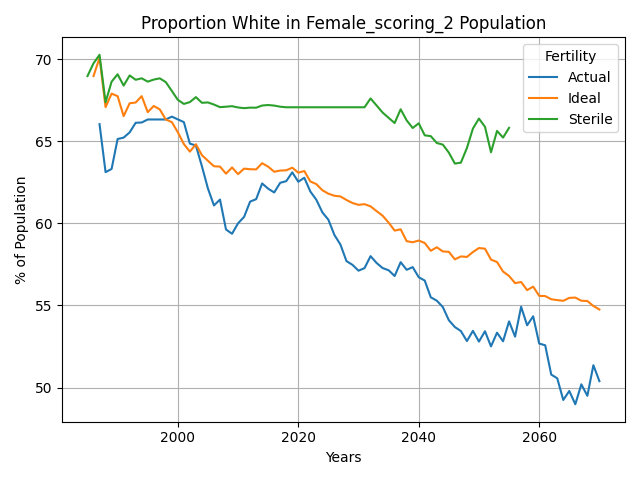 Proportion White in Female_scoring_2 Population
Fertility
Actual
Ideal
Sterile
% of Population
70
65
60
55
50
2000
2020
2040
2060
Years